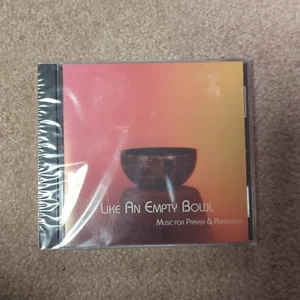 Like An Empty Bowl
Music for Prayer & Reflection